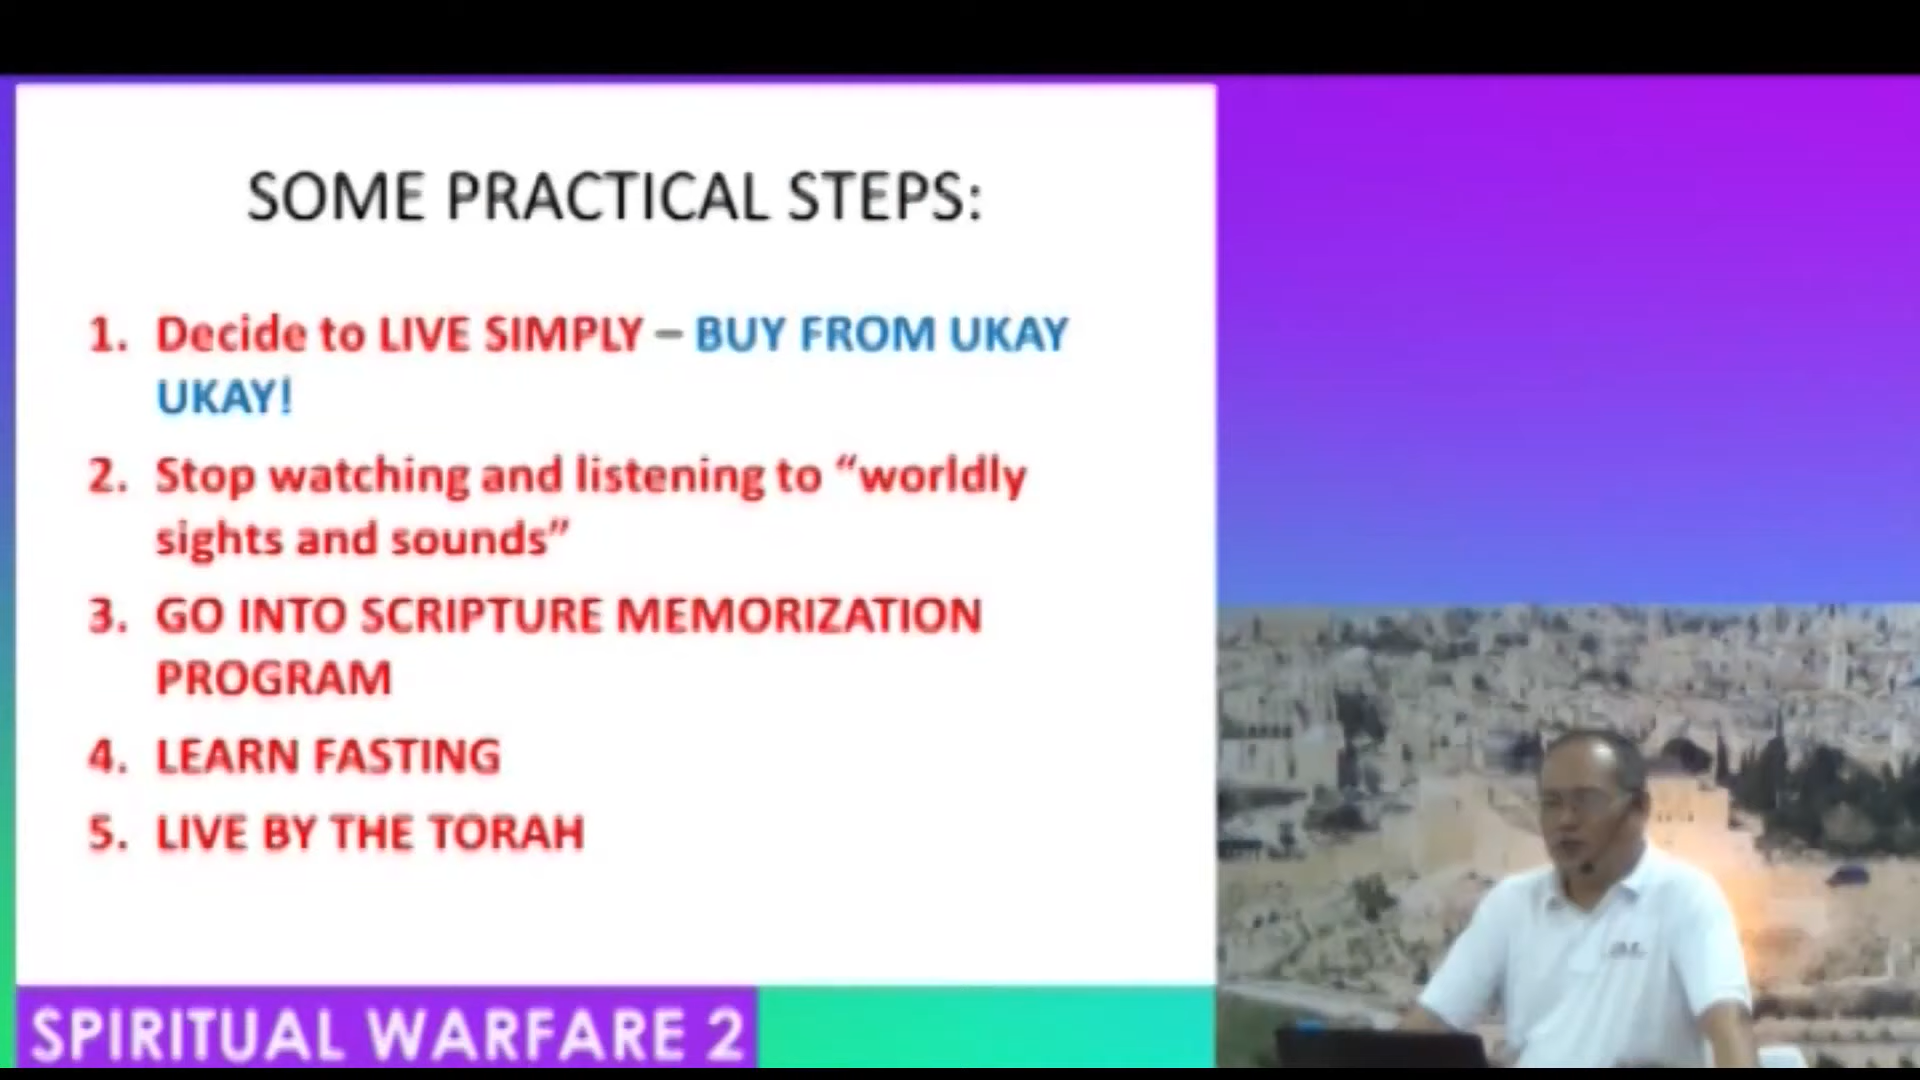 SOME PRACTICAL STEPS:
1. Decide to LIVE SIMPLY – BUY FROM UKAY
UKAY!
2. Stop watching and listening to “worldly
sights and sounds”
3. GO INTO SCRIPTURE MEMORIZATION
PROGRAM
4. LEARN FASTING
5. LIVE BY THE TORAH
SPIRITUAL WARFARE 2